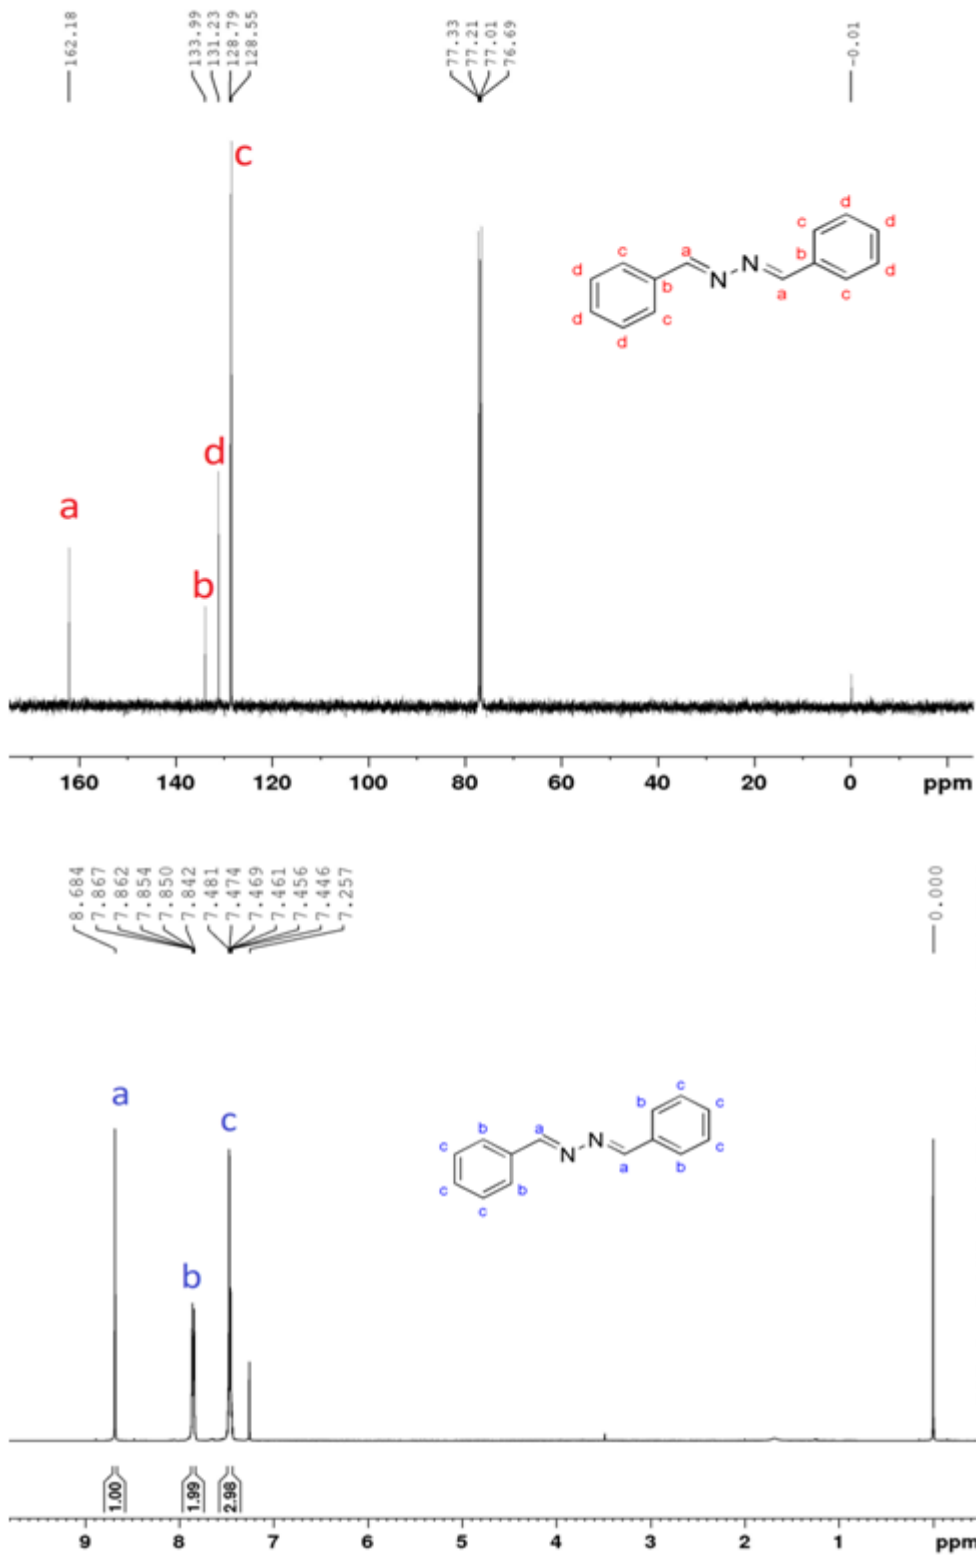 162.18
133.99
131.23
128.79
128.55
77.33
77.21
77.01
76.69
-0.01
c
d
a
b
d
c d
a N b d
c N c
d b a
d c
d
160 140 120 100 80 60 40 20 0 ppm
8.684
7.867
7.862
7.854
7.850
7.842
7.481
7.474
7.469
7.461
7.456
7.446
7.257
0.000
a
c
b
c
b c
b a N c
c N b
c b a
c
1.00 1.99 2.98
9 8 7 6 5 4 3 2 1 ppm